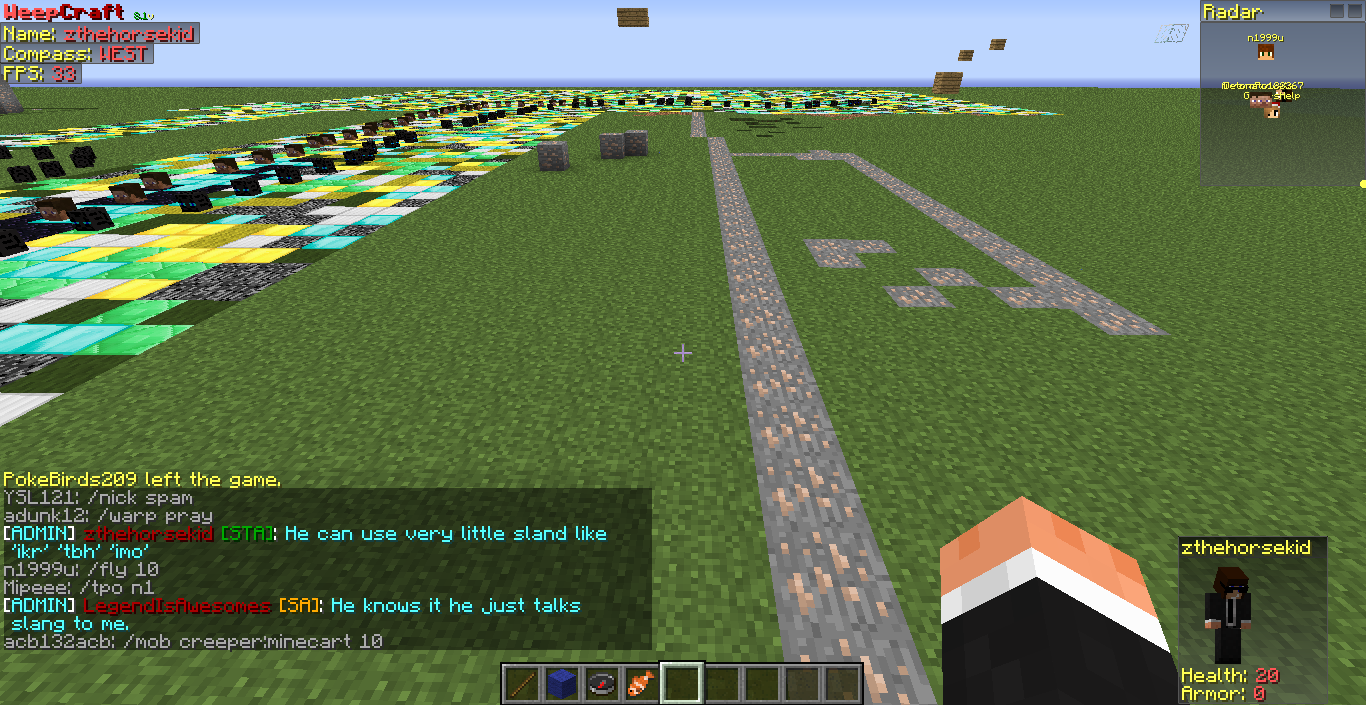 WeepCraft 8.1v
Name: zthehorsekid
Compass: WEST
FPS: 33
Radar
n1999u
PokeBirds209 left the game.
YSL121: /nick spam
adunk12: /warp pray
[ADMIN] zthehorsekid [STA]: He can use very little sland like
'ikr' 'tbh' 'imo'
n1999u: /fly 10
Mipeee: /tpo n1
[ADMIN] LegendIsAwesomes [SA]: He knows it he just talks
slang to me.
acb132acb: /mob creeper:minecart 10
zthehorsekid
Health: 20
Armor: 0